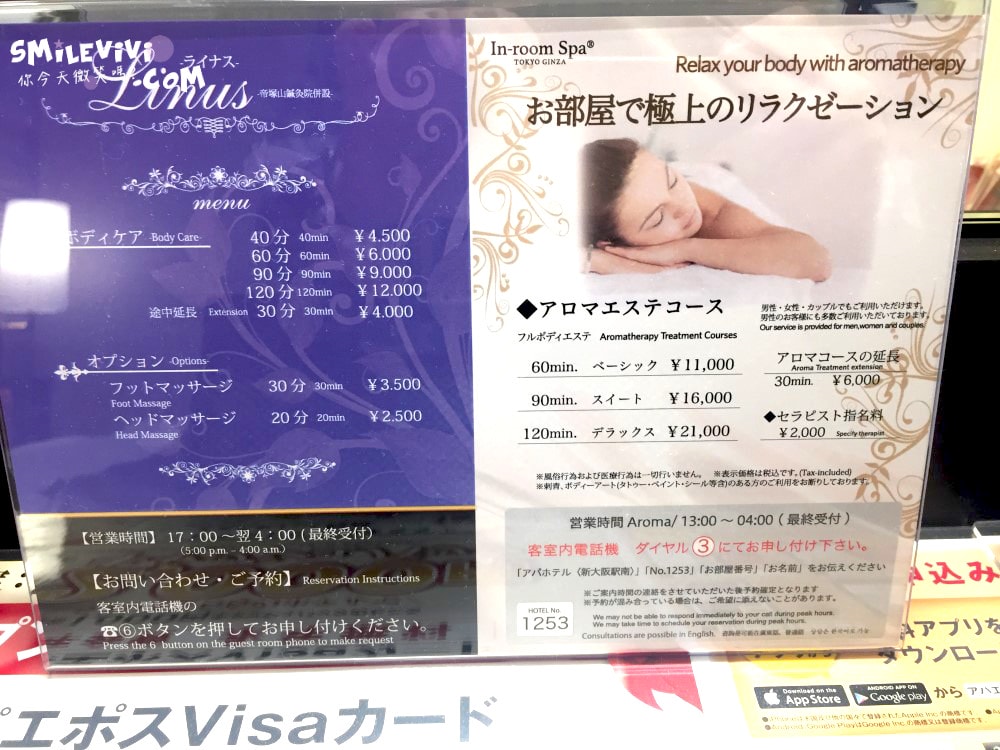 SMILEVIVI
你今天微笑嗎
.COM
-ライナス-
Linus
-帝塚山鍼灸院併設-
menu
ボディケア -Body Care-
40分 40min ¥4.500
60分 60min ¥6.000
90分 90min ¥9.000
120分 120min ¥12.000
途中延長 Extension 30分 30min ¥4.000
オプション -Options-
フットマッサージ 30分 30min ¥3.500
Foot Massage
ヘッドマッサージ 20分 20min ¥2.500
Head Massage
【営業時間】 17：00 〜翌 4：00 (最終受付)
(5:00 p.m. – 4:00 a.m.)
【お問い合わせ・ご予約】 Reservation Instructions
客室内電話機の
☎⑥ボタンを押してお申し付けください。
Press the 6 button on the guest room phone to make request
In-room Spa®
TOKYO GINZA
Relax your body with aromatherapy
お部屋で極上のリラクゼーション
◆アロマエステコース
フルボディエステ Aromatherapy Treatment Courses
男性・女性・カップルでもご利用いただけます。
男性のお客様にも多数ご利用いただいております。
Our service is provided for men,women and couples.
60min. ベーシック ¥11,000
90min. スイート ¥16,000
120min. デラックス ¥21,000
アロマコースの延長
Aroma Treatment extension
30min. ¥6,000
◆セラピスト指名料
¥2,000 Specify therapist
※風俗行為および医療行為は一切行いません。 ※表示価格は税込です。(Tax-included)
※刺青、ボディーアート(タトゥー・ペイント・シール等含)のある方のご利用をお断りしております。
営業時間 Aroma/ 13:00 〜 04:00 ( 最終受付 )
客室内電話機 ダイヤル③にてお申し付け下さい。
「アパホテル〈新大阪駅南〉」「No.1253」「お部屋番号」「お名前」をお伝えください
※ご案内時間の連絡をさせていただいた後予約確定となります
※予約が混み合っている場合は、ご希望に添えないことがあります。
HOTEL No.
1253
We may not be able to respond immediately to your call during peak hours.
We may take time to schedule your reservation during peak hours.
Consultations are possible in English.
申込み
アプリを
ダウンロー
Download on the
App Store
ANDROID APP ON
Google play
から
アパホ
エポスVisaカード